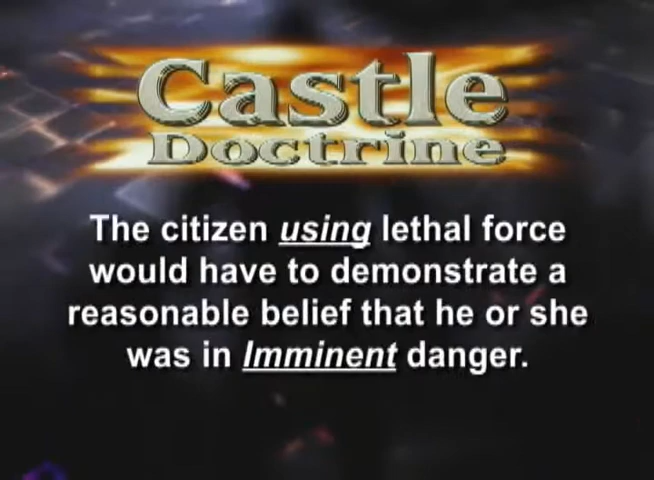 Castle
Doctrine
The citizen using lethal force
would have to demonstrate a
reasonable belief that he or she
was in Imminent danger.